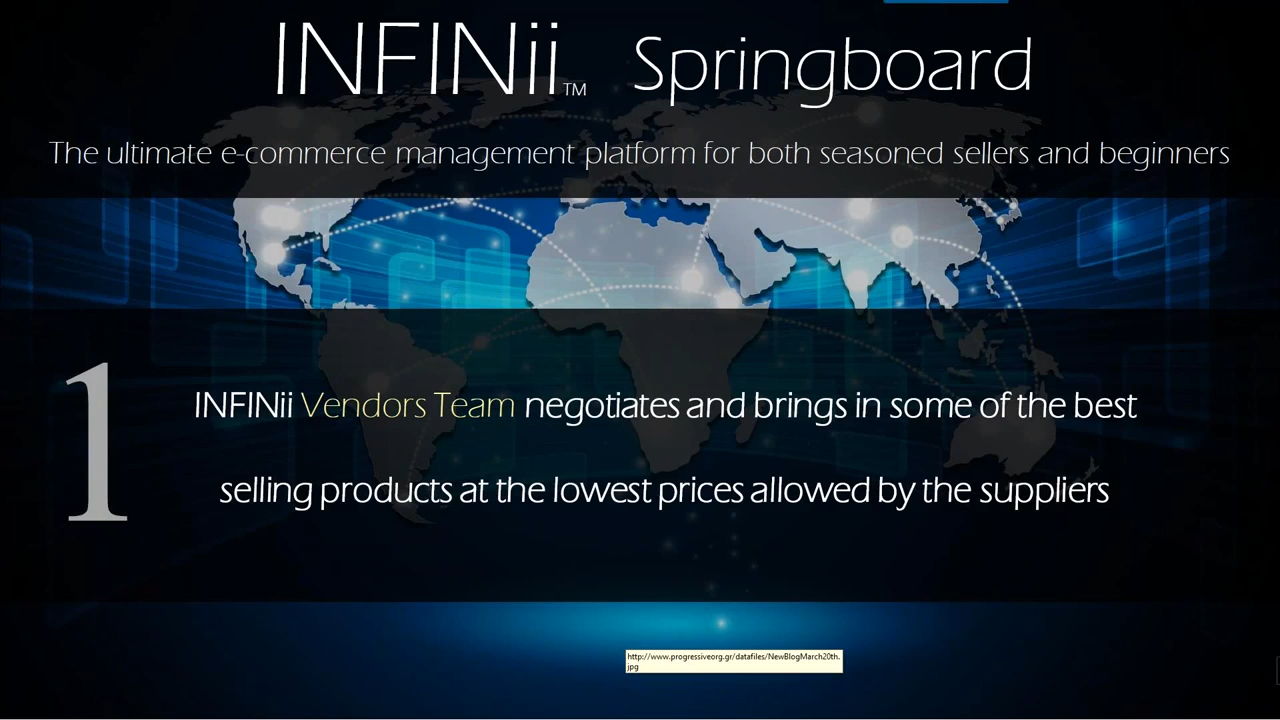 INFINii™ Springboard
The ultimate e-commerce management platform for both seasoned sellers and beginners
1
INFINii Vendors Team negotiates and brings in some of the best
selling products at the lowest prices allowed by the suppliers
http://www.progressiveorg.gr/datafiles/NewBlogMarch20th.
jpg